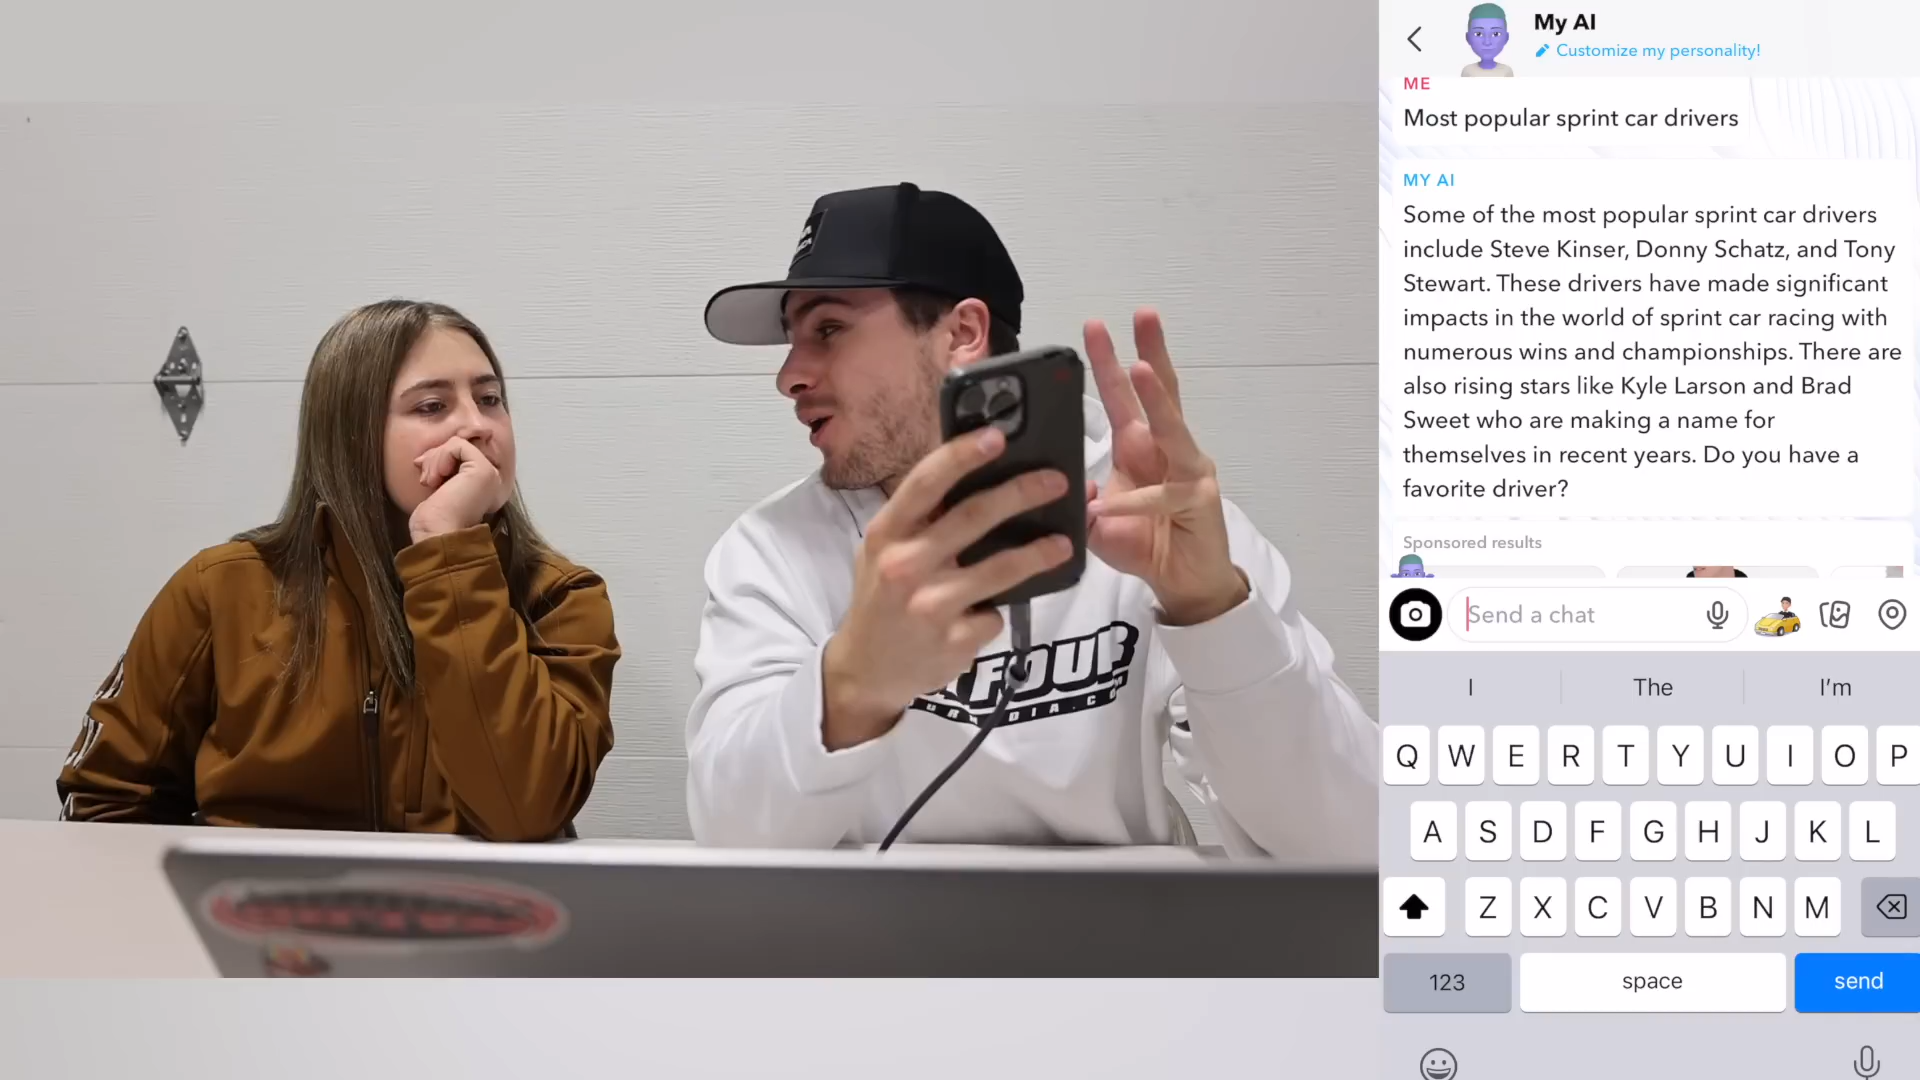 My AI
Customize my personality!
ME
Most popular sprint car drivers
MY AI
Some of the most popular sprint car drivers
include Steve Kinser, Donny Schatz, and Tony
Stewart. These drivers have made significant
impacts in the world of sprint car racing with
numerous wins and championships. There are
also rising stars like Kyle Larson and Brad
Sweet who are making a name for
themselves in recent years. Do you have a
favorite driver?
Sponsored results
Send a chat
I The I'm
Q W E R T Y U I O P
A S D F G H J K L
Z X C V B N M
123 space send
FOUR